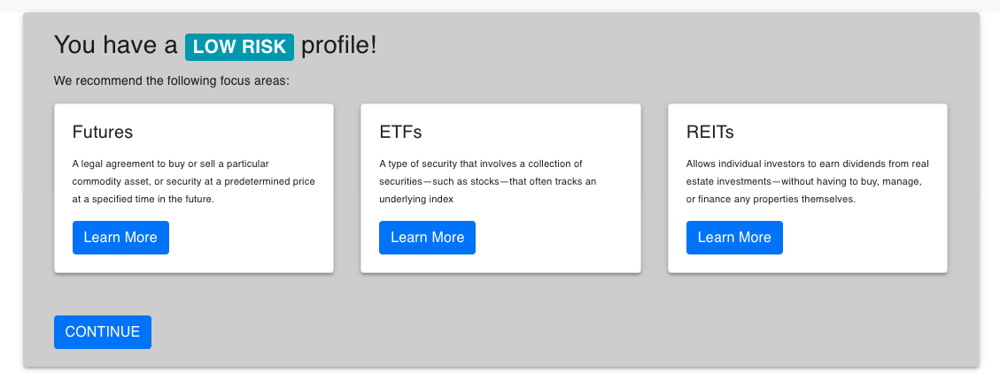 You have a LOW RISK profile!
We recommend the following focus areas:
Futures
A legal agreement to buy or sell a particular
commodity asset, or security at a predetermined price
at a specified time in the future.
Learn More
ETFs
A type of security that involves a collection of
securities—such as stocks—that often tracks an
underlying index
Learn More
REITs
Allows individual investors to earn dividends from real
estate investments—without having to buy, manage,
or finance any properties themselves.
Learn More
CONTINUE